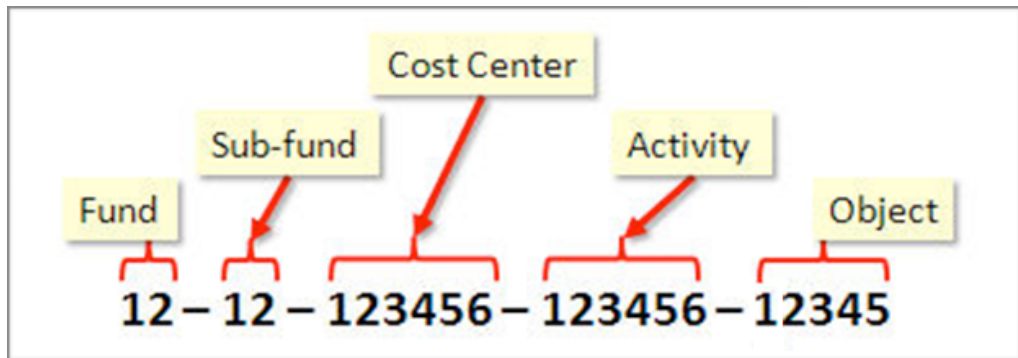 Cost Center
Sub-fund
Activity
Fund
Object
12 – 12 – 123456 – 123456 – 12345